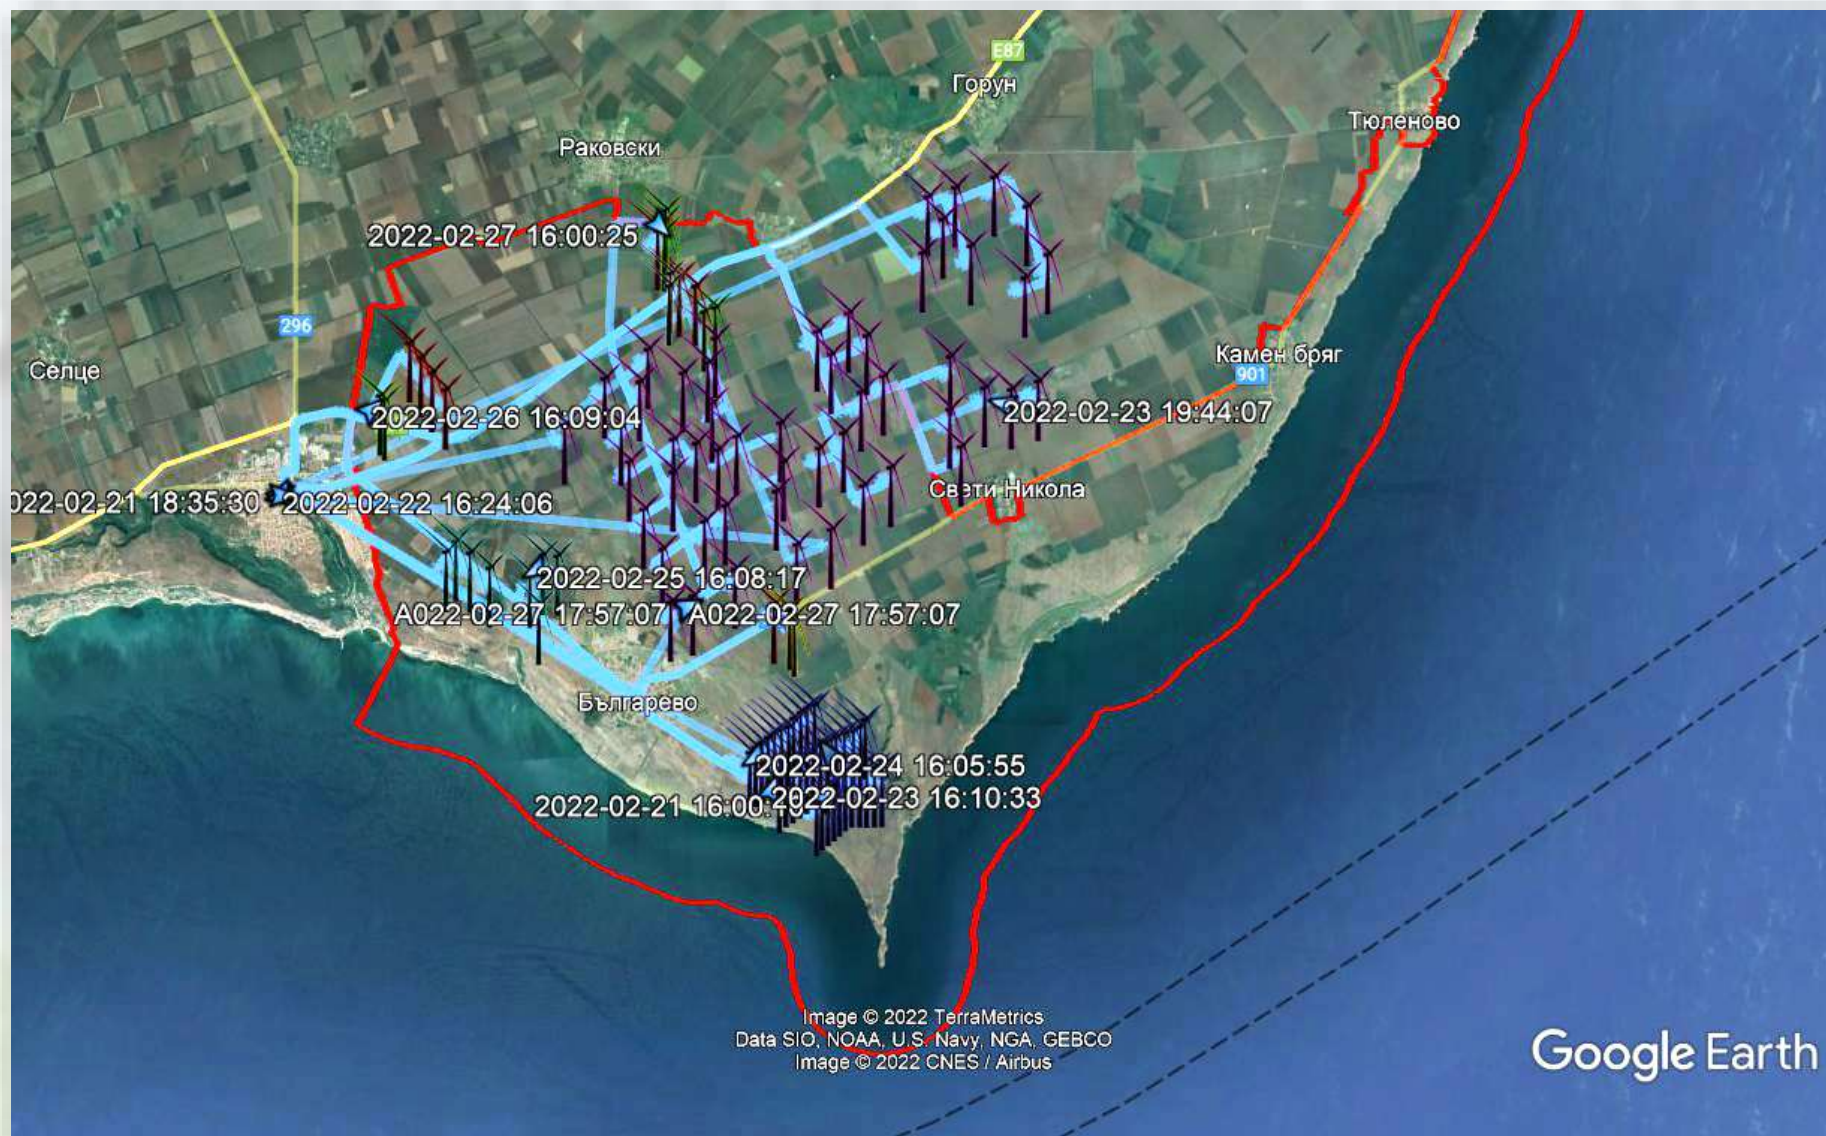 E87
Горун
Тюленово
Раковски
2022-02-27 16:00:25
296
Камен бряг
901
Селце
2022-02-26 16:09:04
2022-02-23 19:44:07
Свети Никола
022-02-21 18:35:30
2022-02-22 16:24:06
2022-02-25 16:08:17
A022-02-27 17:57:07
A022-02-27 17:57:07
Българево
2022-02-24 16:05:55
2022-02-21
2022-02-23 16:10:33
Image © 2022 TerraMetrics
Data SIO, NOAA, U.S. Navy, NGA, GEBCO
Image © 2022 CNES / Airbus
Google Earth